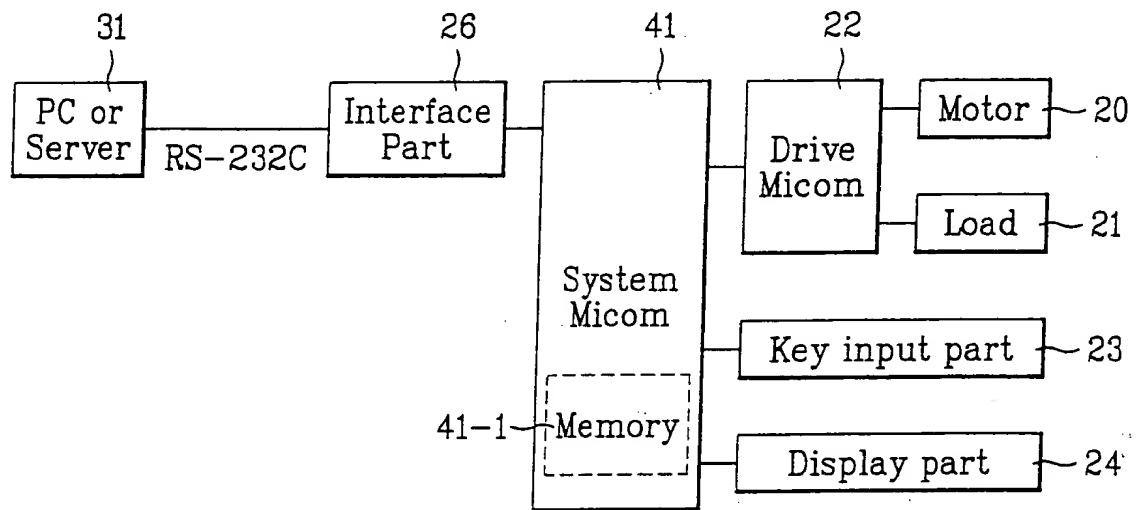 31
26
41
22
PC or
Server
RS-232C
Interface
Part
Drive
Micom
Motor
20
Load
21
System
Micom
Key input part
23
41-1
Memory
Display part
24